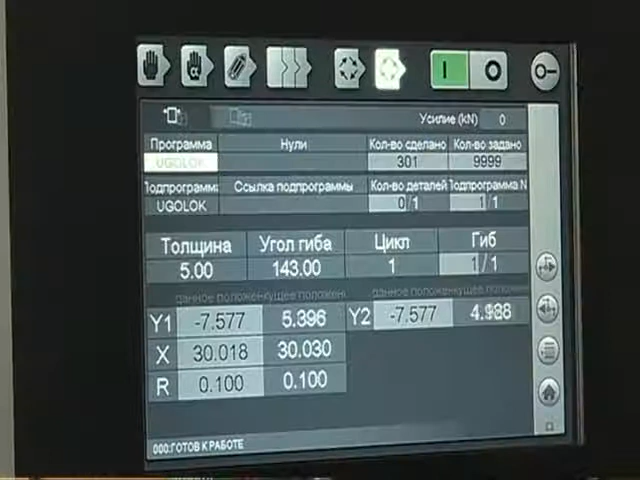 Усилие (kN) 0
Программа Нули Кол-во сделано Кол-во задано
UGOLOK 301 9999
Подпрограмм: Ссылка подпрограммы Кол-во деталей Подпрограмма N
UGOLOK 0/1 1/1
Толщина Угол гиба Цикл Гиб
5.00 143.00 1 1/1
Y1 -7.577 5.396 Y2 -7.577
X 30.018 30.030
R 0.100 0.100
000:ГОТОВ К РАБОТЕ